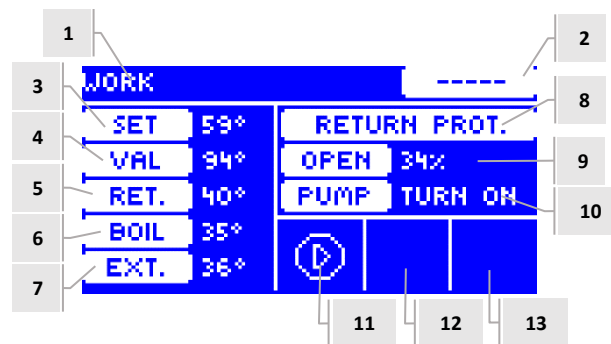 1
2
WORK -----
3
SET 59°
RETURN PROT.
8
4
VAL 94°
OPEN 34%
9
5
RET. 40°
PUMP TURN ON
10
6
BOIL 35°
7
EXT. 36°
11
12
13